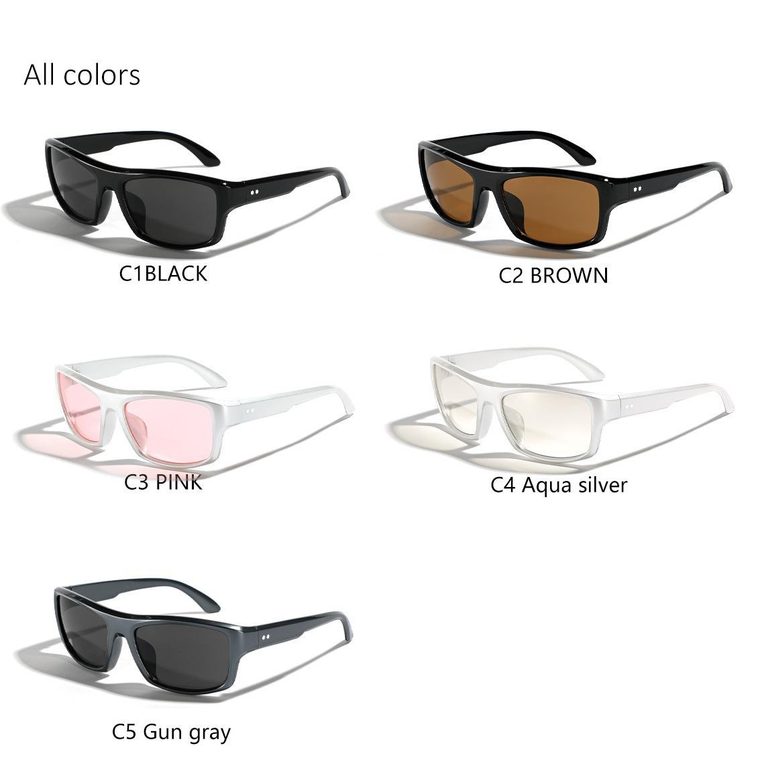 All colors
C1BLACK
C2 BROWN
C3 PINK
C4 Aqua silver
C5 Gun gray